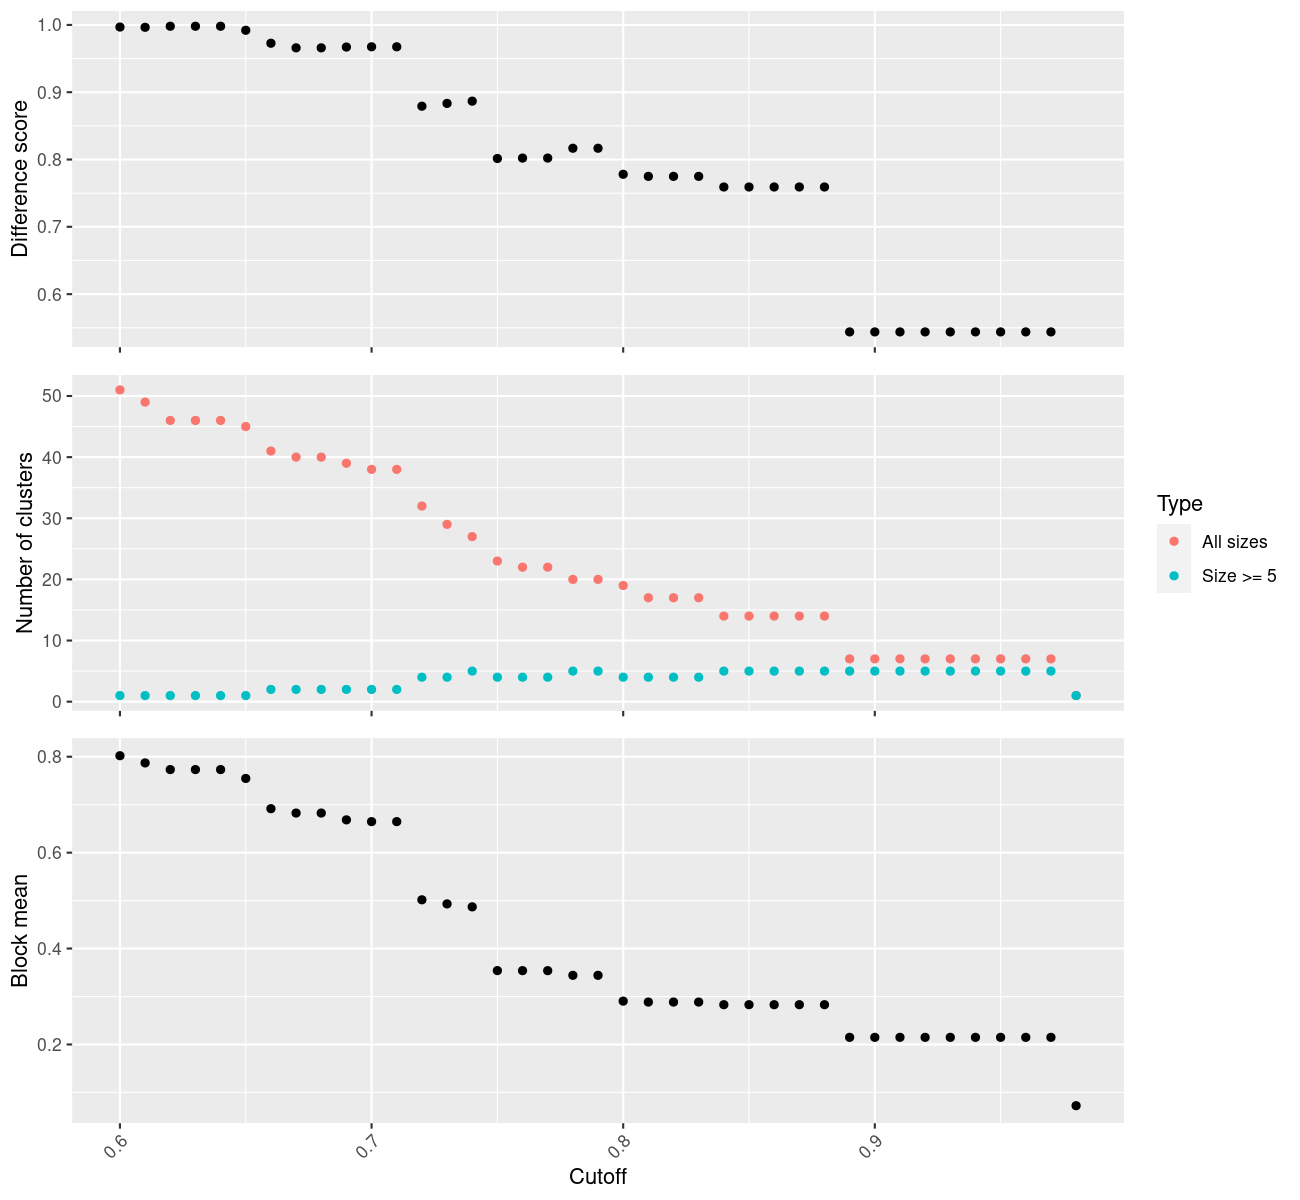 1.0
0.9
0.8
0.7
0.6
Difference score
50
40
30
20
10
0
Number of clusters
Type
All sizes
Size >= 5
0.8
0.6
0.4
0.2
Block mean
0.6
0.7
0.8
0.9
Cutoff